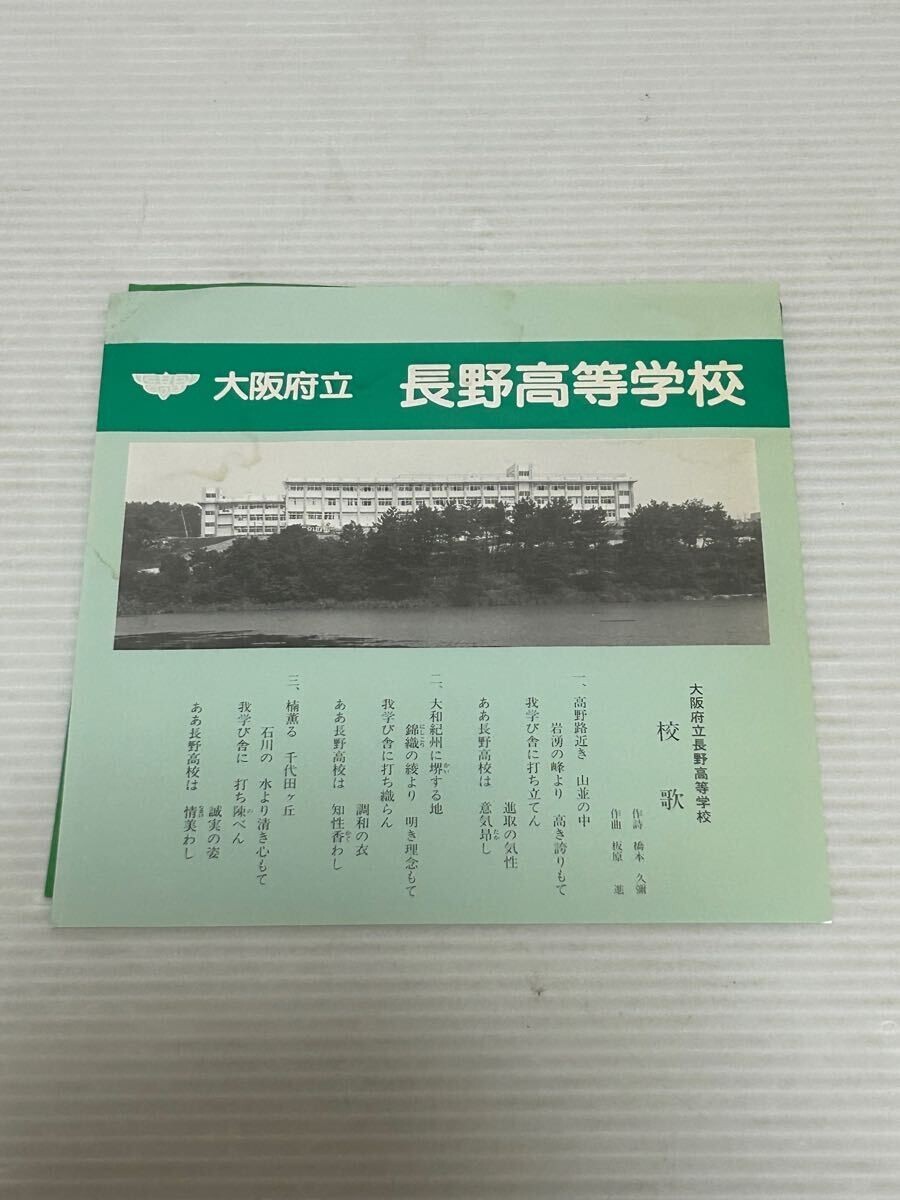 大阪府立 長野高等学校
大阪府立長野高等学校
校歌
作詩 橋本 久彌
作曲 板原 進
一、高野路近き 山並の中
岩湧の峰より 高き誇りもて
我学び舎に打ち立てん
進取の気性
ああ長野高校は 意気昻し
二、大和紀州に堺する地
錦織の綾より 明き理念もて
我学び舎に打ち織らん
調和の衣
ああ長野高校は 知性香わし
三、楠薫る 千代田ヶ丘
石川の 水より清き心もて
我学び舎に 打ち陳べん
誠実の姿
ああ長野高校は 情美わし